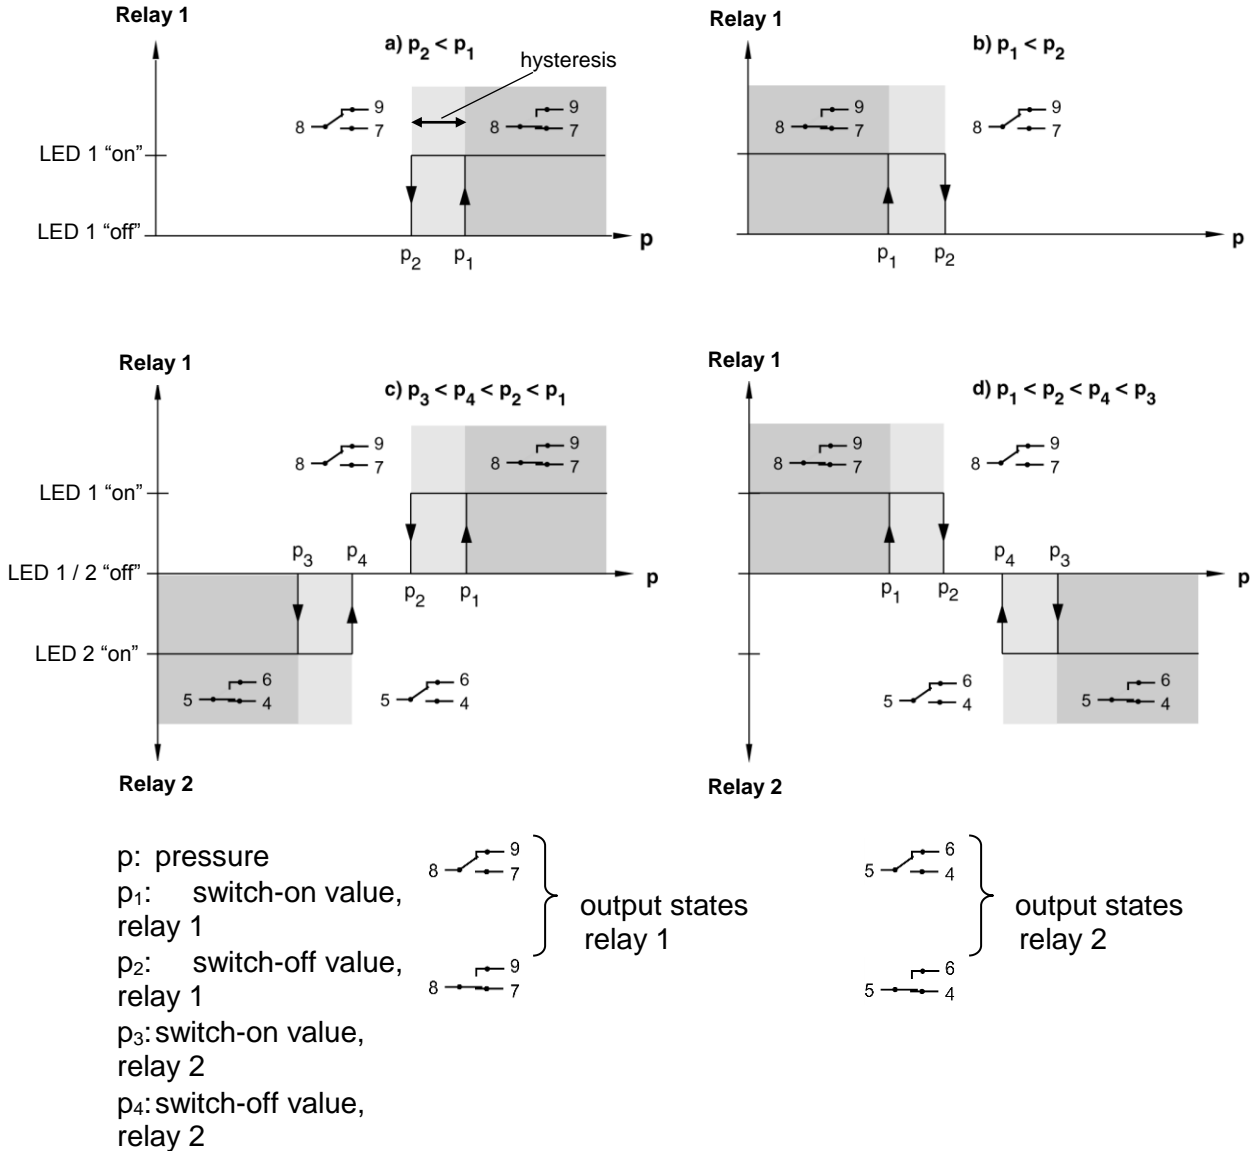 Relay 1
a) p2 < p1
hysteresis
8 9 7
8 9 7
LED 1 “on”
LED 1 “off”
p2 p1
p
Relay 1
b) p1 < p2
8 9 7
8 9 7
p1 p2
p
Relay 1
c) p3 < p4 < p2 < p1
8 9 7
8 9 7
LED 1 “on”
p3 p4
LED 1 / 2 “off”
p2 p1
p
LED 2 “on”
5 6 4
5 6 4
Relay 2
Relay 1
d) p1 < p2 < p4 < p3
8 9 7
8 9 7
p4 p3
p1 p2
p
5 6 4
5 6 4
Relay 2
p: pressure
p1: switch-on value,
relay 1
p2: switch-off value,
relay 1
p3: switch-on value,
relay 2
p4: switch-off value,
relay 2
8 9 7
8 9 7
output states
relay 1
5 6 4
5 6 4
output states
relay 2